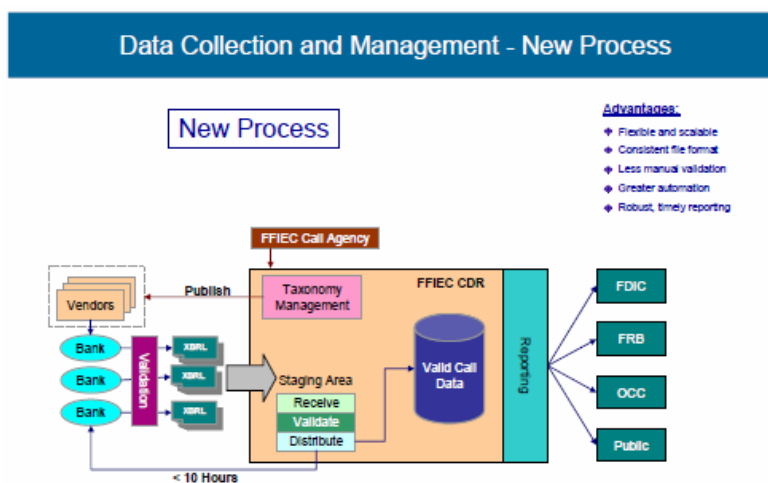 Data Collection and Management - New Process
New Process
Advantages:
Flexible and scalable
Consistent file format
Less manual validation
Greater automation
Robust, timely reporting
FFIEC Call Agency
Publish
Taxonomy
Management
FFIEC CDR
Vendors
Bank
Bank
Bank
Validation
XBRL
XBRL
XBRL
Staging Area
Receive
Validate
Distribute
Valid Call
Data
Reporting
FDIC
FRB
OCC
Public
< 10 Hours